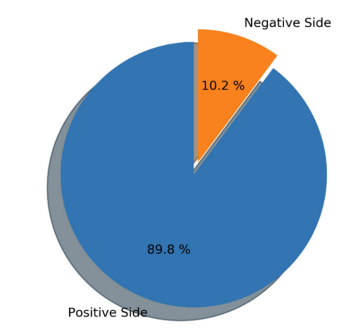 Negative Side
10.2 %
89.8 %
Positive Side